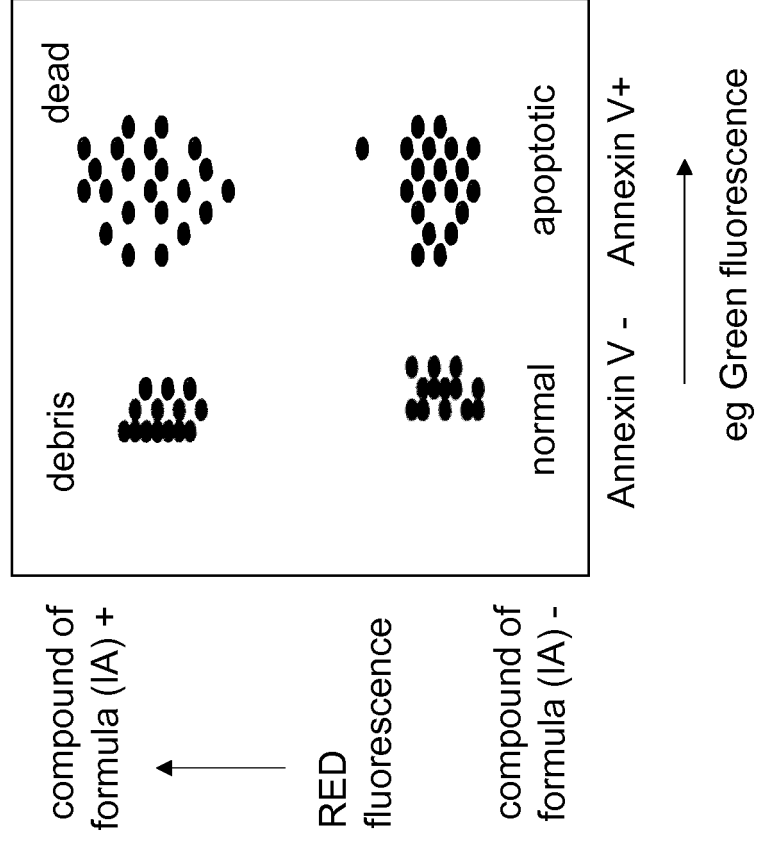 compound of
formula (IA) +
RED
fluorescence
compound of
formula (IA) -
debris
dead
normal
apoptotic
Annexin V -
Annexin V+
eg Green fluorescence